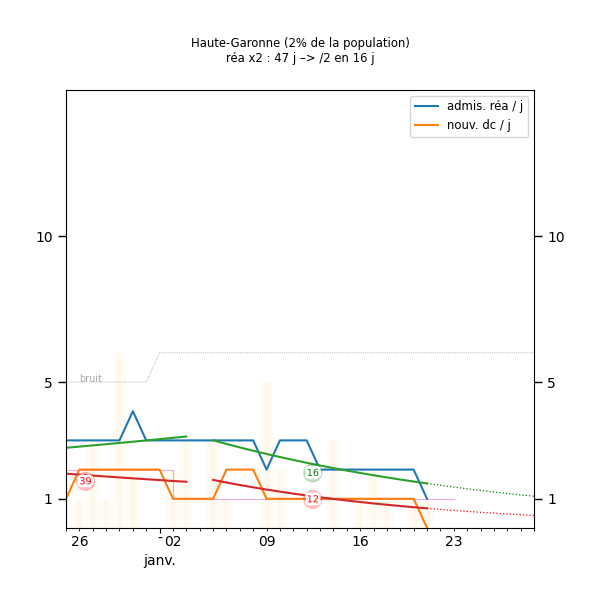 Haute-Garonne (2% de la population)
réa x2 : 47 j –> /2 en 16 j
admis. réa / j
nouv. dc / j
10 10
bruit
5 5
39
16
12
1 1
26 02 09 16 23
janv.